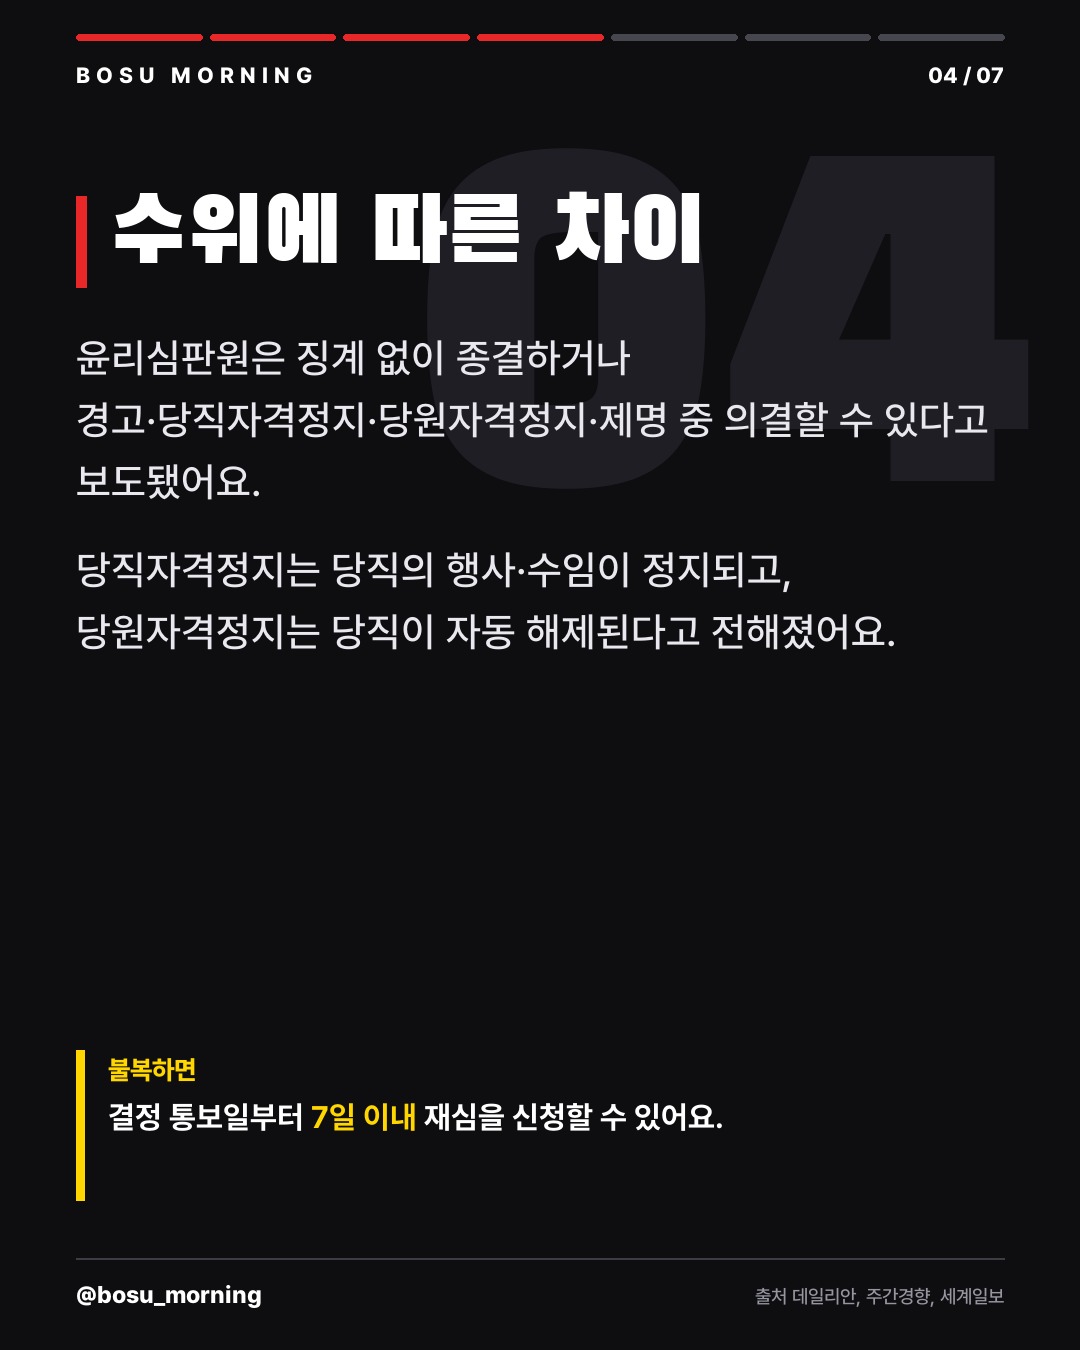 BOSU MORNING
04 / 07
04
수위에 따른 차이
윤리심판원은 징계 없이 종결하거나
경고·당직자격정지·당원자격정지·제명 중 의결할 수 있다고
보도됐어요.
당직자격정지는 당직의 행사·수임이 정지되고,
당원자격정지는 당직이 자동 해제된다고 전해졌어요.
불복하면
결정 통보일부터 7일 이내 재심을 신청할 수 있어요.
@bosu_morning
출처 데일리안, 주간경향, 세계일보